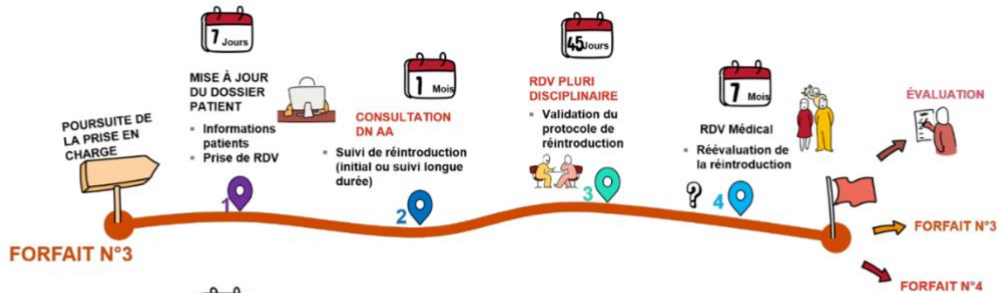 POURSUITE DE
LA PRISE EN
CHARGE
FORFAIT N°3
7 Jours
MISE À JOUR
DU DOSSIER
PATIENT
▪ Informations
patients
▪ Prise de RDV
1
1 Mois
CONSULTATION
DN AA
▪ Suivi de réintroduction
(initial ou suivi longue
durée)
2
45Jours
RDV PLURI
DISCIPLINAIRE
▪ Validation du
protocole de
réintroduction
3
7 Mois
RDV Médical
▪ Réévaluation de
la réintroduction
? 4
ÉVALUATION
FORFAIT N°3
FORFAIT N°4